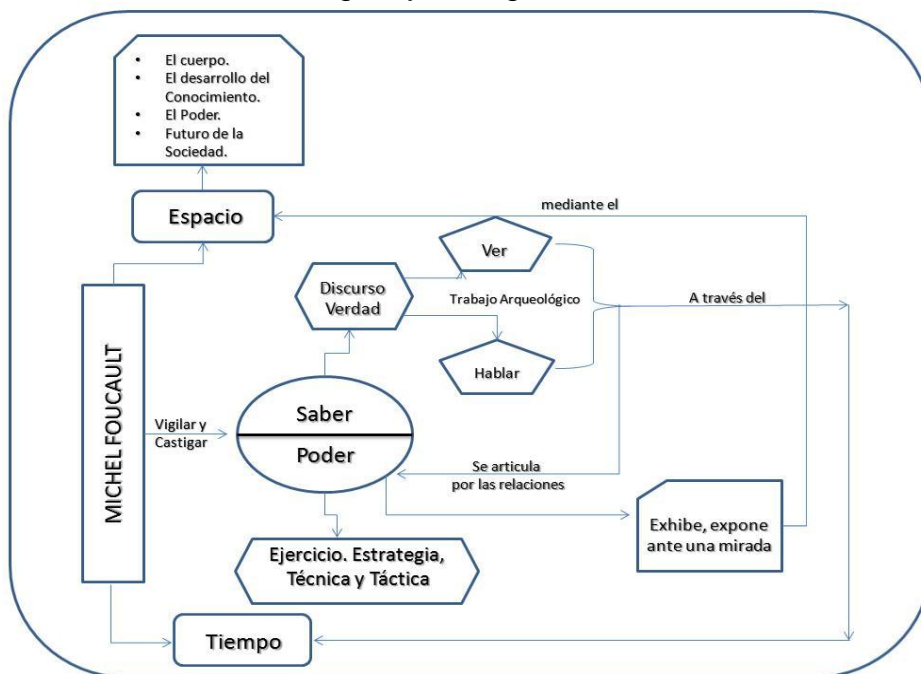 • El cuerpo.
• El desarrollo del
Conocimiento.
• El Poder.
• Futuro de la
Sociedad.
Espacio
mediante el
Ver
Discurso
Verdad
Trabajo Arqueológico
A través del
Hablar
MICHEL FOUCAULT
Vigilar y
Castigar
Saber
Poder
Se articula
por las relaciones
Exhibe, expone
ante una mirada
Ejercicio. Estrategia,
Técnica y Táctica
Tiempo